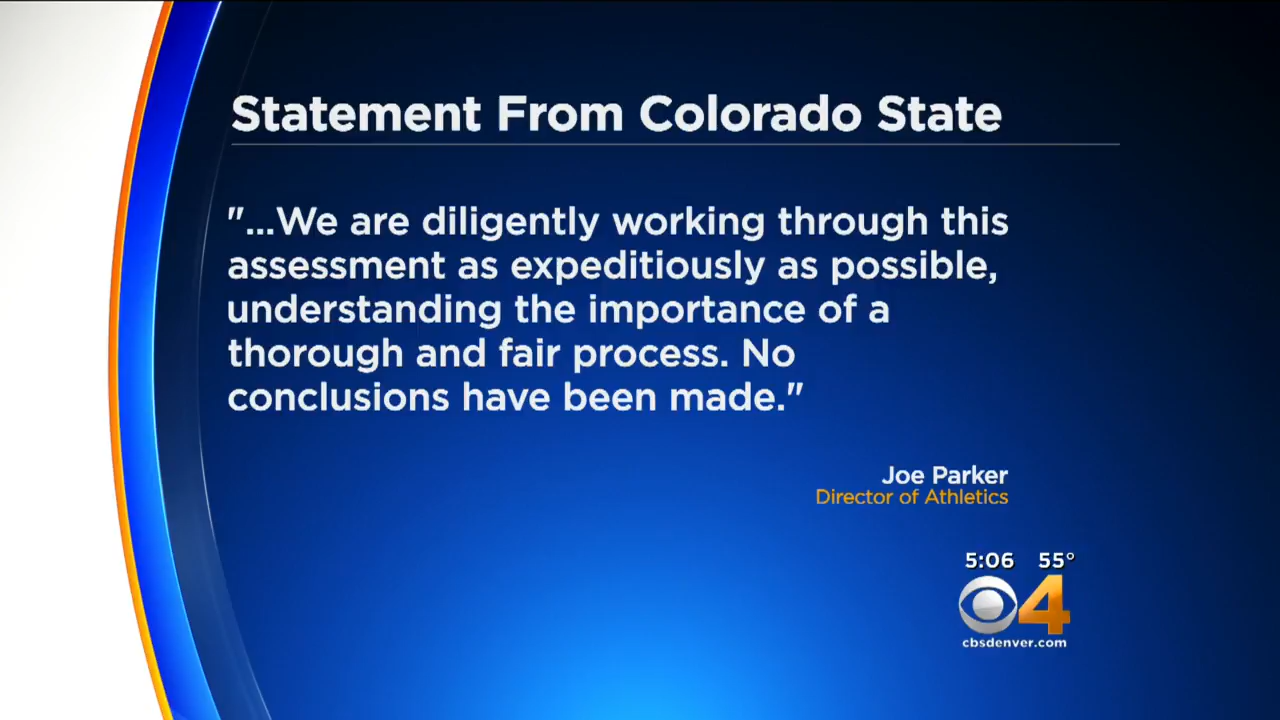 Statement From Colorado State
"...We are diligently working through this
assessment as expeditiously as possible,
understanding the importance of a
thorough and fair process. No
conclusions have been made."
Joe Parker
Director of Athletics
5:06 55°
4
cbsdenver.com